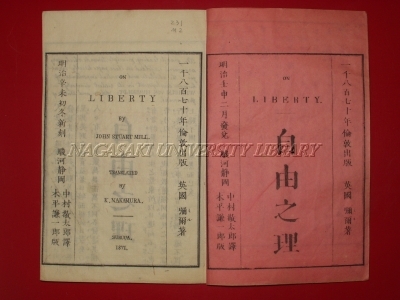 一千八百七十年倫敦出版 英國 彌爾著
ON
LIBERTY.
自由之理
明治壬申二月發兌 駿河静岡 中村敬太郎譯
木平謙一郎版
一千八百七十年倫敦出版 英國 彌爾著
ON
LIBERTY
BY
JOHN STUART MILL.
TRANSLATED
BY
NAKAMURA.
1871.
明治辛未初冬新刻 駿河静岡 中村敬太郎譯
木平謙一郎版
NAGASAKI UNIVERSITY LIBRARY